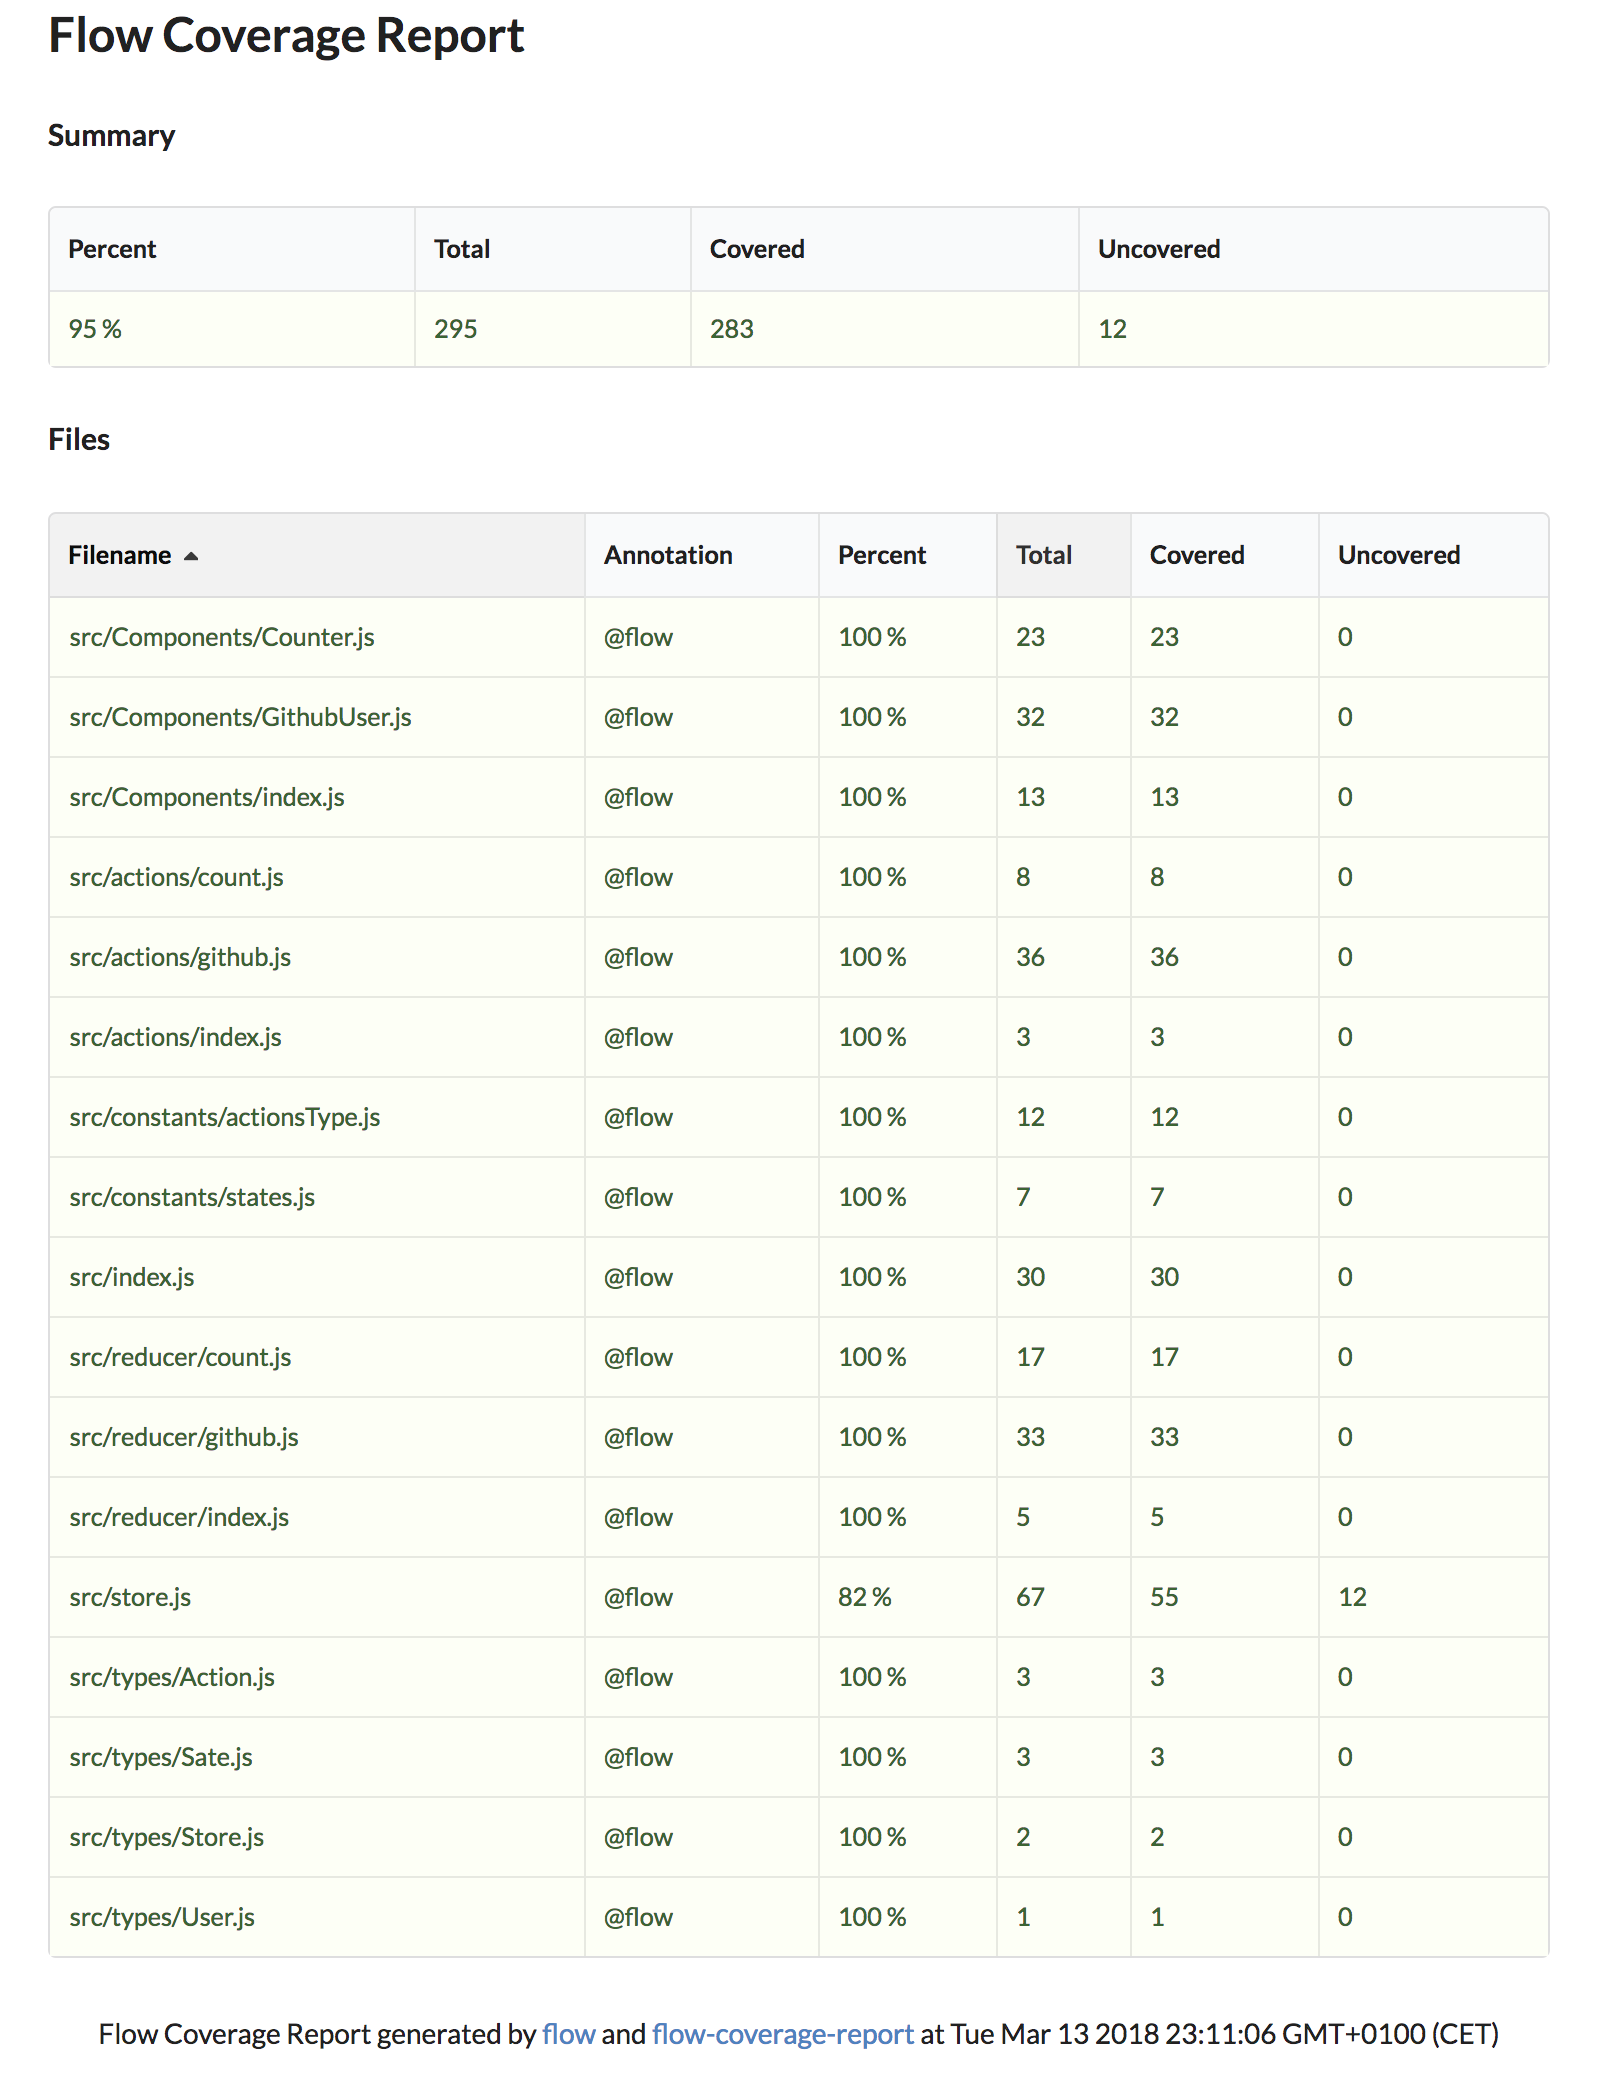 Flow Coverage Report
Summary
Percent Total Covered Uncovered
95 % 295 283 12
Files
Filename Annotation Percent Total Covered Uncovered
src/Components/Counter.js @flow 100 % 23 23 0
src/Components/GithubUser.js @flow 100 % 32 32 0
src/Components/index.js @flow 100 % 13 13 0
src/actions/count.js @flow 100 % 8 8 0
src/actions/github.js @flow 100 % 36 36 0
src/actions/index.js @flow 100 % 3 3 0
src/constants/actionsType.js @flow 100 % 12 12 0
src/constants/states.js @flow 100 % 7 7 0
src/index.js @flow 100 % 30 30 0
src/reducer/count.js @flow 100 % 17 17 0
src/reducer/github.js @flow 100 % 33 33 0
src/reducer/index.js @flow 100 % 5 5 0
src/store.js @flow 82 % 67 55 12
src/types/Action.js @flow 100 % 3 3 0
src/types/Sate.js @flow 100 % 3 3 0
src/types/Store.js @flow 100 % 2 2 0
src/types/User.js @flow 100 % 1 1 0
Flow Coverage Report generated by flow and flow-coverage-report at Tue Mar 13 2018 23:11:06 GMT+0100 (CET)